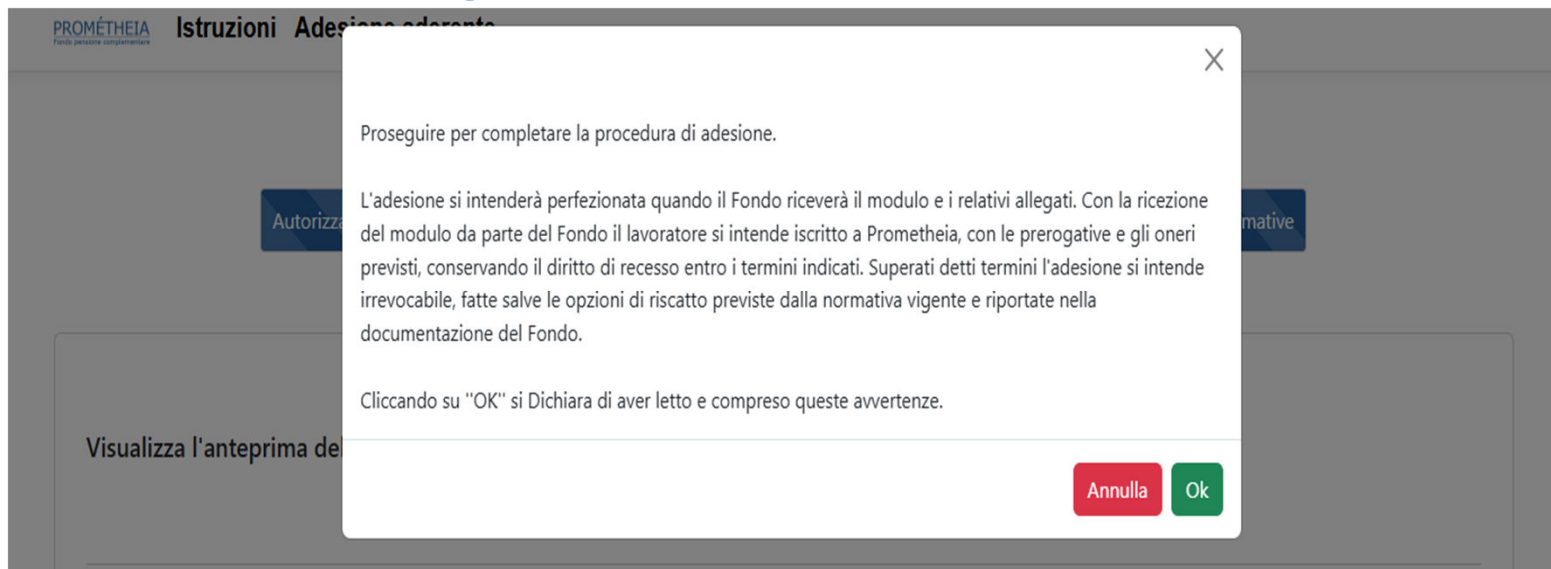 PROMÉTHEIA
Istruzioni Adesione aderente
X
Proseguire per completare la procedura di adesione.
L'adesione si intenderà perfezionata quando il Fondo riceverà il modulo e i relativi allegati. Con la ricezione
del modulo da parte del Fondo il lavoratore si intende iscritto a Prometheia, con le prerogative e gli oneri
previsti, conservando il diritto di recesso entro i termini indicati. Superati detti termini l'adesione si intende
irrevocabile, fatte salve le opzioni di riscatto previste dalla normativa vigente e riportate nella
documentazione del Fondo.
Cliccando su "OK" si Dichiara di aver letto e compreso queste avvertenze.
Annulla Ok
Autorizza
mative
Visualizza l'anteprima del